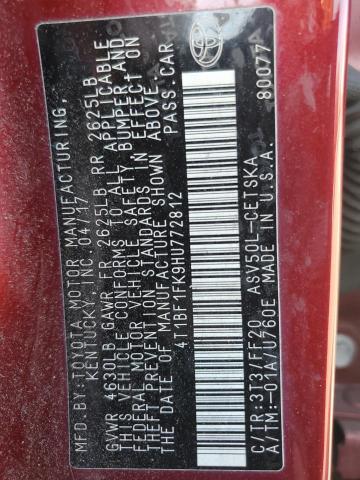 MFD.BY:TOYOTA MOTOR MANUFACTURING,
KENTUCKY, INC. 04/17
GVWR 4630LB GAWR FR 2625LB RR 2625LB
THIS VEHICLE CONFORMS TO ALL APPLICABLE
FEDERAL MOTOR VEHICLE SAFETY, BUMPER, AND
THEFT PREVENTION STANDARDS IN EFFECT ON
THE DATE OF MANUFACTURE SHOWN ABOVE.
4T1BF1FK9HU772812 PASS.CAR
C/TR:3T3/FF20 ASV50L-CETSKA
A/TM:-01A/U760E MADE IN U.S.A. 80077